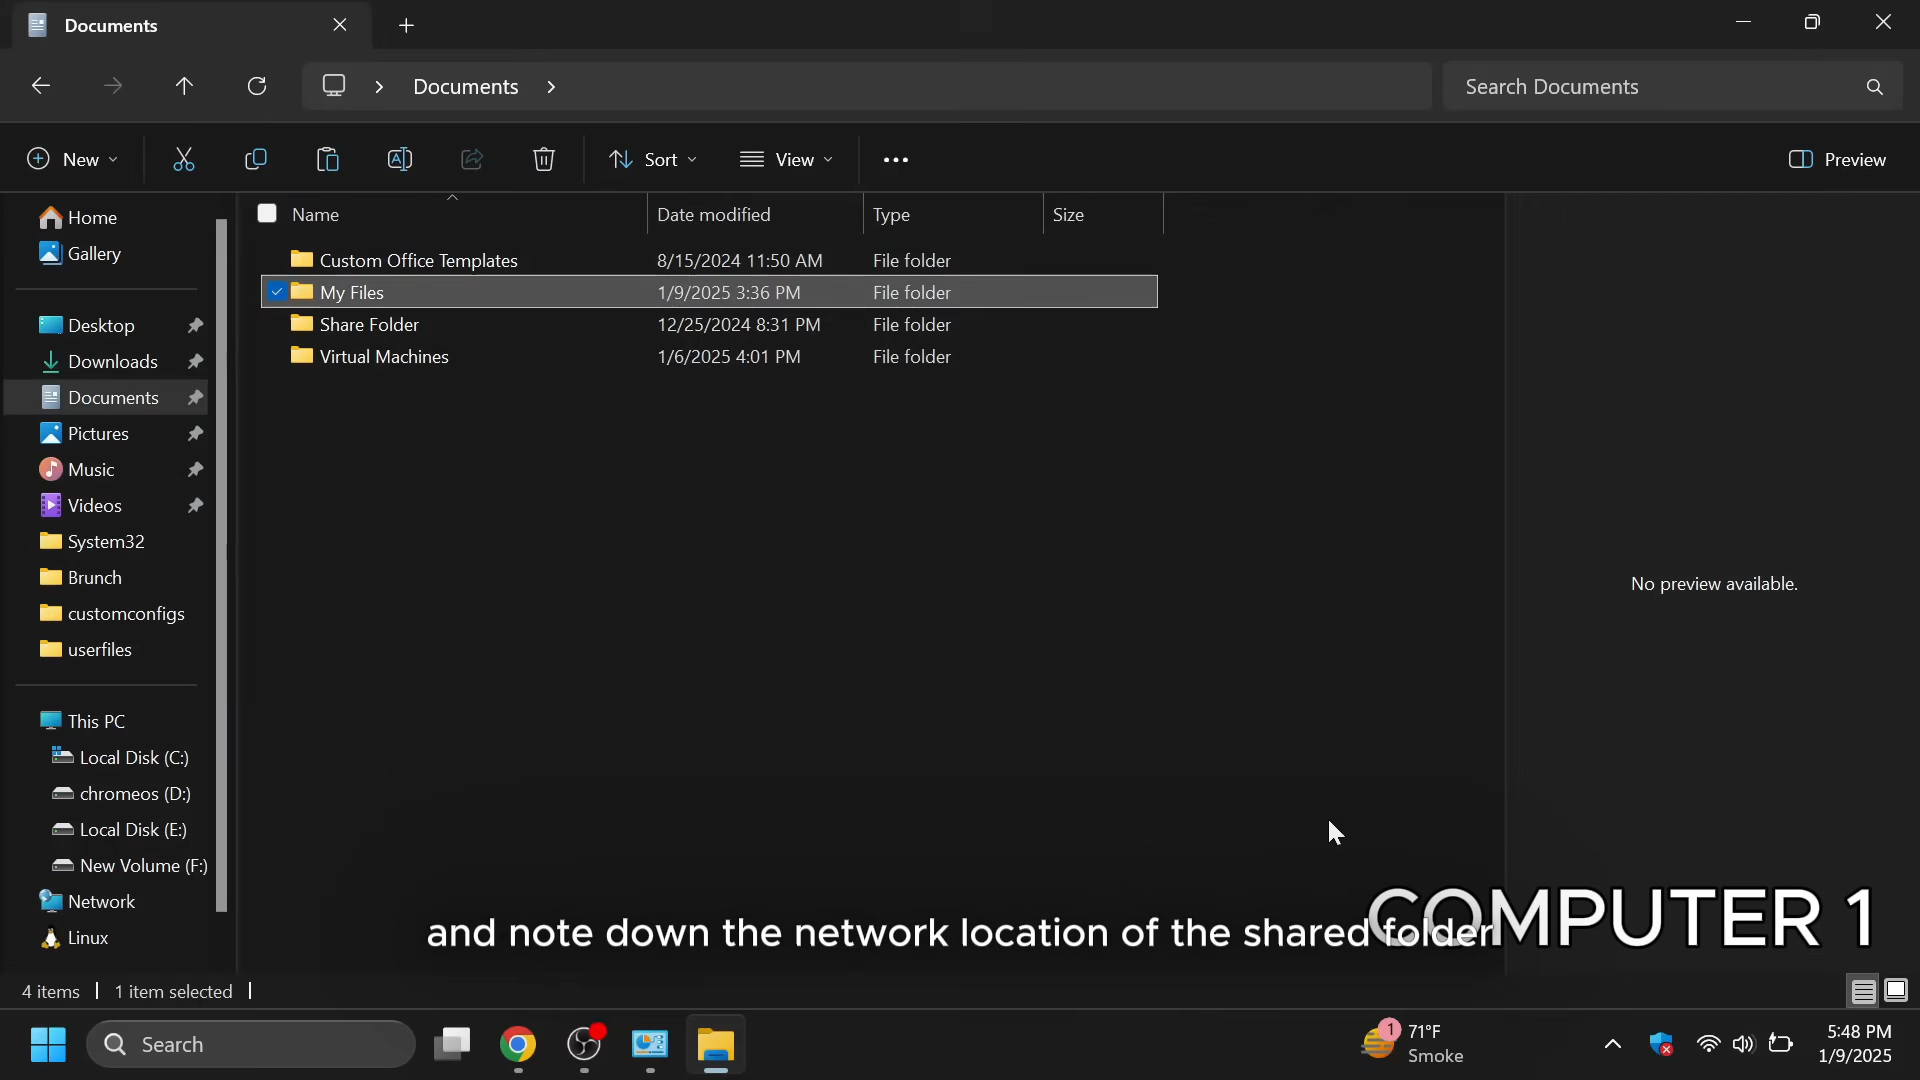 Documents
Documents
Search Documents
New
Sort
View
Preview
Home
Gallery
Desktop
Downloads
Documents
Pictures
Music
Videos
System32
Brunch
customconfigs
userfiles
This PC
Local Disk (C:)
chromeos (D:)
Local Disk (E:)
New Volume (F:)
Network
Linux
Name Date modified Type Size
Custom Office Templates 8/15/2024 11:50 AM File folder
My Files 1/9/2025 3:36 PM File folder
Share Folder 12/25/2024 8:31 PM File folder
Virtual Machines 1/6/2025 4:01 PM File folder
No preview available.
and note down the network location of the shared folder
COMPUTER 1
4 items 1 item selected
Search
1
71°F
Smoke
5:48 PM
1/9/2025